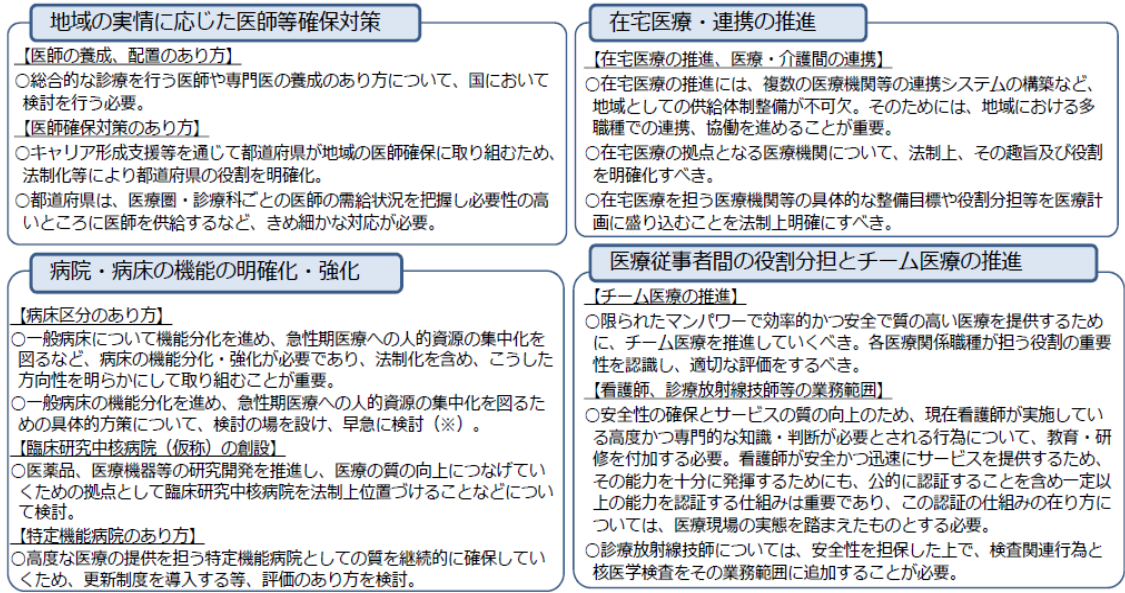 地域の実情に応じた医師等確保対策
【医師の養成、配置のあり方】
○総合的な診療を行う医師や専門医の養成のあり方について、国において
検討を行う必要。
【医師確保対策のあり方】
○キャリア形成支援等を通じて都道府県が地域の医師確保に取り組むため、
法制化等により都道府県の役割を明確化。
○都道府県は、医療圏・診療科ごとの医師の需給状況を把握し必要性の高
いところに医師を供給するなど、きめ細かな対応が必要。
在宅医療・連携の推進
【在宅医療の推進、医療・介護間の連携】
○在宅医療の推進には、複数の医療機関等の連携システムの構築など、
地域としての供給体制整備が不可欠。そのためには、地域における多
職種での連携、協働を進めることが重要。
○在宅医療の拠点となる医療機関について、法制上、その趣旨及び役割
を明確化すべき。
○在宅医療を担う医療機関等の具体的な整備目標や役割分担等を医療計
画に盛り込むことを法制上明確にすべき。
病院・病床の機能の明確化・強化
【病床区分のあり方】
○一般病床について機能分化を進め、急性期医療への人的資源の集中化を
図るなど、病床の機能分化・強化が必要であり、法制化を含め、こうした
方向性を明らかにして取り組むことが重要。
○一般病床の機能分化を進め、急性期医療への人的資源の集中化を図るた
めの具体的方策について、検討の場を設け、早急に検討（※）。
【臨床研究中核病院（仮称）の創設】
○医薬品、医療機器等の研究開発を推進し、医療の質の向上につなげてい
くための拠点として臨床研究中核病院を法制上位置づけることなどについ
て検討。
【特定機能病院のあり方】
○高度な医療の提供を担う特定機能病院としての質を継続的に確保してい
くため、更新制度を導入する等、評価のあり方を検討。
医療従事者間の役割分担とチーム医療の推進
【チーム医療の推進】
○限られたマンパワーで効率的かつ安全で質の高い医療を提供するため
に、チーム医療を推進していくべき。各医療関係職種が担う役割の重要
性を認識し、適切な評価をするべき。
【看護師、診療放射線技師等の業務範囲】
○安全性の確保とサービスの質の向上のため、現在看護師が実施してい
る高度かつ専門的な知識・判断が必要とされる行為について、教育・研
修を付加する必要。看護師が安全かつ迅速にサービスを提供するため、
その能力を十分に発揮するためにも、公的に認証することを含め一定以
上の能力を認証する仕組みは重要であり、この認証の仕組みの在り方に
ついては、医療現場の実態を踏まえたものとする必要。
○診療放射線技師については、安全性を担保した上で、検査関連行為と
核医学検査をその業務範囲に追加することが必要。